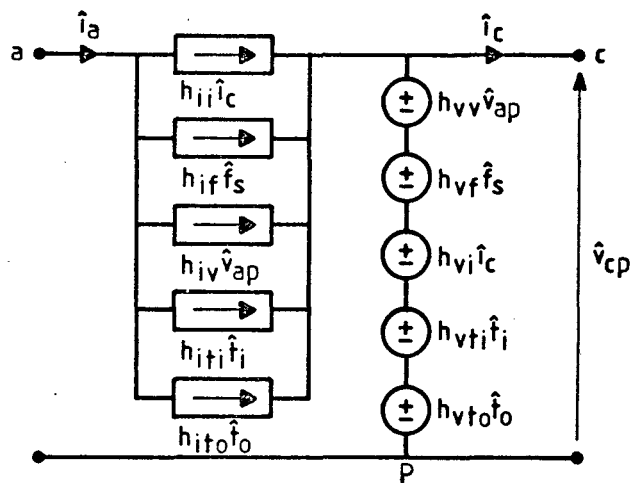 îa
îc
a
c
hii îc
hvv v̂ap
hif f̂s
hvf f̂s
hiv v̂ap
hvi îc
v̂cp
hiti t̂i
hvti t̂i
hito t̂o
hvto t̂o
P